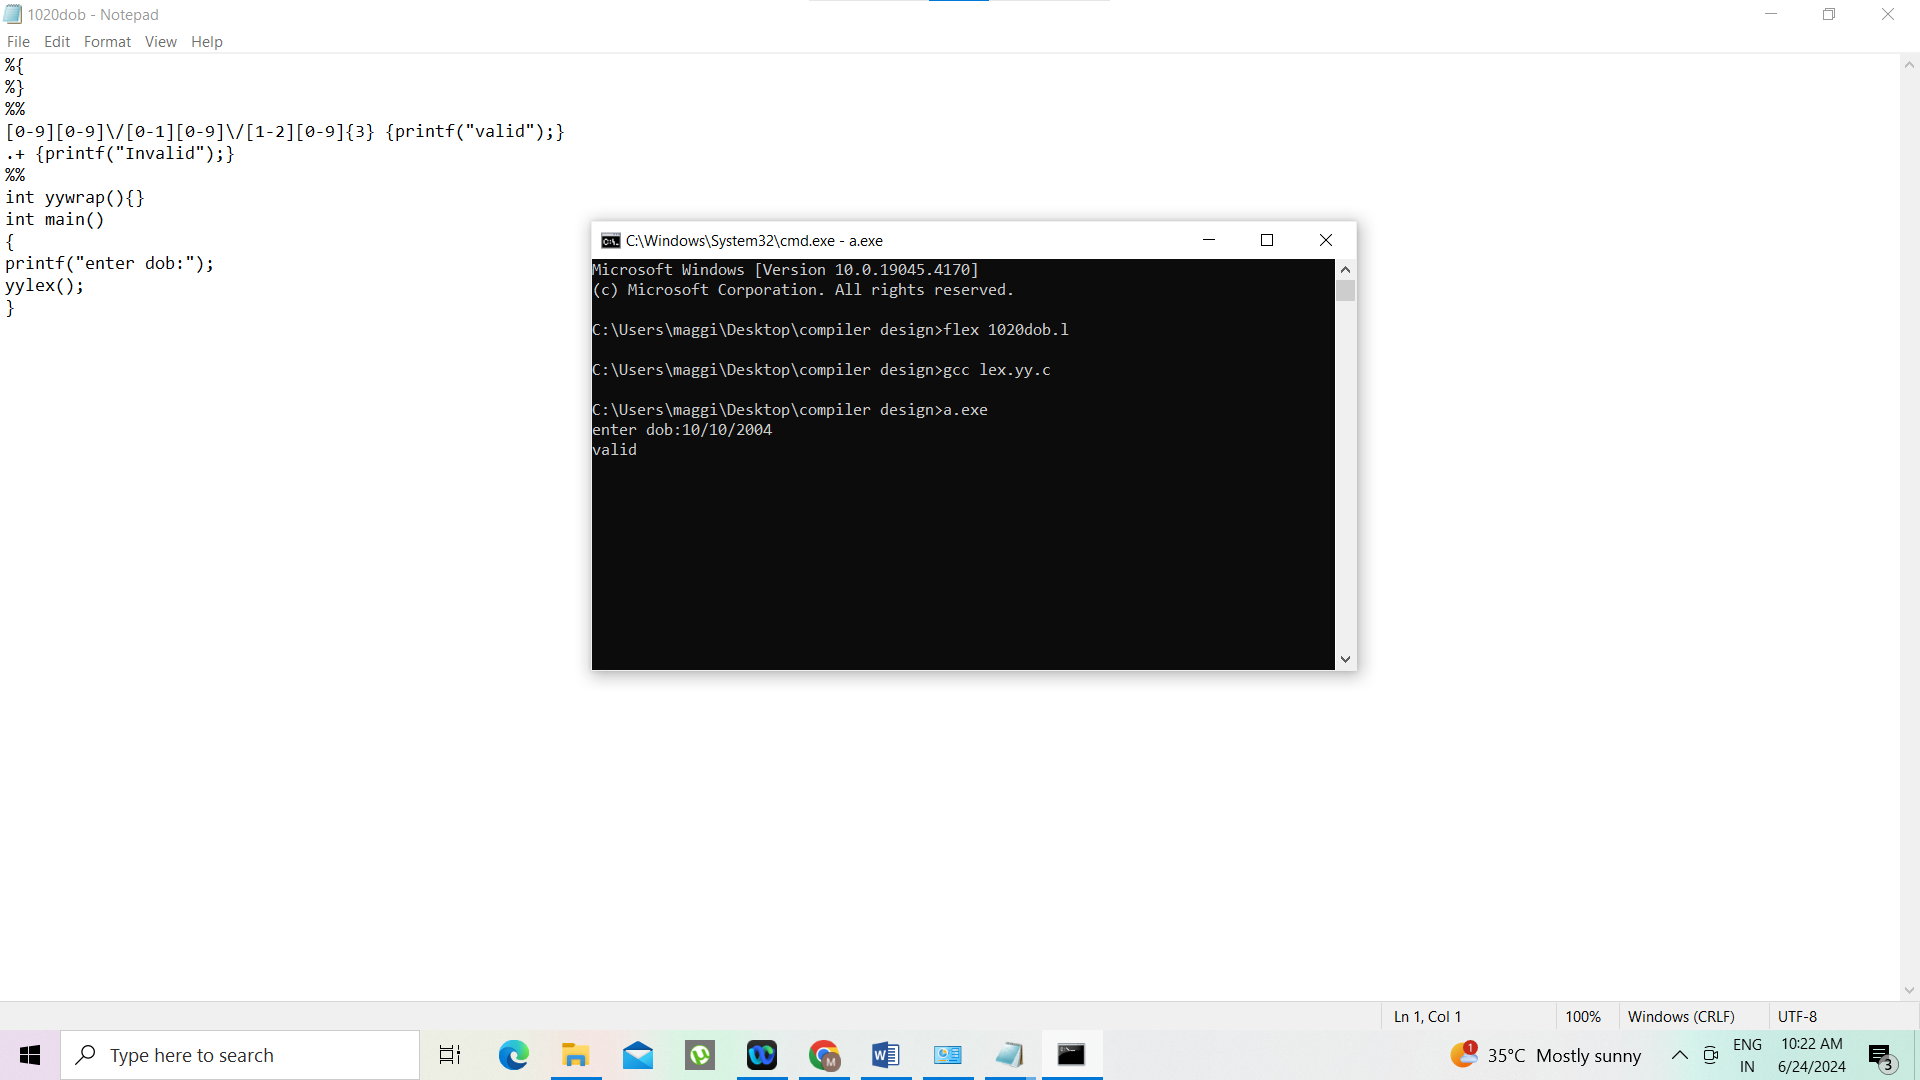 1020dob - Notepad
File Edit Format View Help
%{
%}
%%
[0-9][0-9]\/[0-1][0-9]\/[1-2][0-9]{3} {printf("valid");}
.+ {printf("Invalid");}
%%
int yywrap(){}
int main()
{
printf("enter dob:");
yylex();
}
C:\Windows\System32\cmd.exe - a.exe
Microsoft Windows [Version 10.0.19045.4170]
(c) Microsoft Corporation. All rights reserved.
C:\Users\maggi\Desktop\compiler design>flex 1020dob.l
C:\Users\maggi\Desktop\compiler design>gcc lex.yy.c
C:\Users\maggi\Desktop\compiler design>a.exe
enter dob:10/10/2004
valid
Ln 1, Col 1 100% Windows (CRLF) UTF-8
Type here to search
M
1
35°C Mostly sunny
ENG
IN
10:22 AM
6/24/2024
3